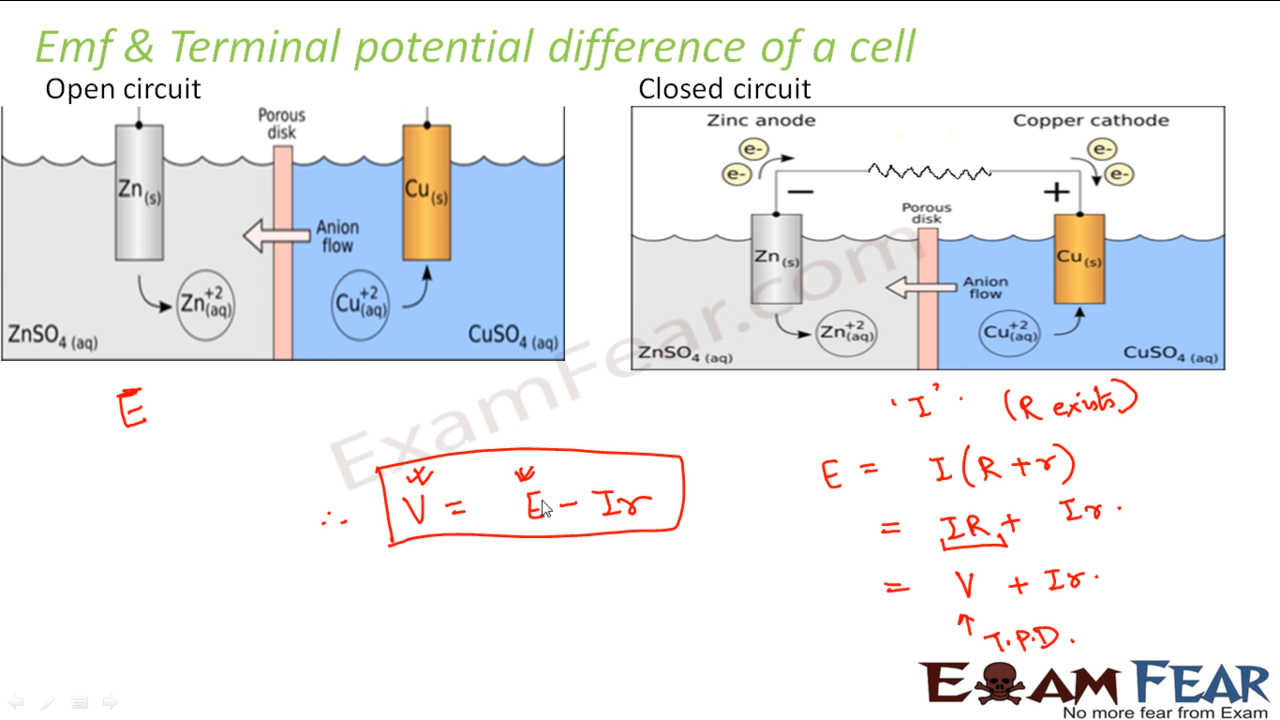 Emf & Terminal potential difference of a cell
Open circuit
Porous
disk
Zn(s)
Cu(s)
Anion
flow
Zn+2(aq)
Cu+2(aq)
ZnSO4 (aq)
CuSO4 (aq)
Closed circuit
Zinc anode
Copper cathode
e-
e-
e-
e-
−
+
Porous
disk
Zn(s)
Cu(s)
Anion
flow
Zn+2(aq)
Cu+2(aq)
ZnSO4 (aq)
CuSO4 (aq)
ExamFear.com
E
∴ V = E − Ir
'I'. (R exists)
E = I(R+r)
= IR + Ir.
= V + Ir.
↑ T.P.D.
EXAM FEAR
No more fear from Exam